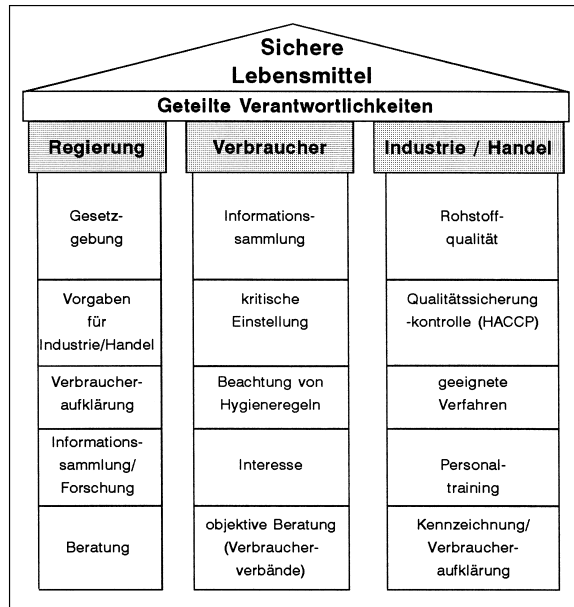 Sichere
Lebensmittel
Geteilte Verantwortlichkeiten
Regierung
Gesetz-
gebung
Vorgaben
für
Industrie/Handel
Verbraucher-
aufklärung
Informations-
sammlung/
Forschung
Beratung
Verbraucher
Informations-
sammlung
kritische
Einstellung
Beachtung von
Hygieneregeln
Interesse
objektive Beratung
(Verbraucher-
verbände)
Industrie / Handel
Rohstoff-
qualität
Qualitätssicherung
-kontrolle (HACCP)
geeignete
Verfahren
Personal-
training
Kennzeichnung/
Verbraucher-
aufklärung